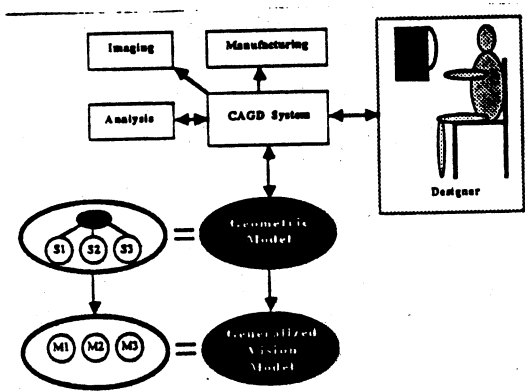 Imaging
Manufacturing
Analysis
CAGD System
Designer
S1
S2
S3
=
Geometric
Model
M1
M2
M3
=
Generalized
Vision
Model